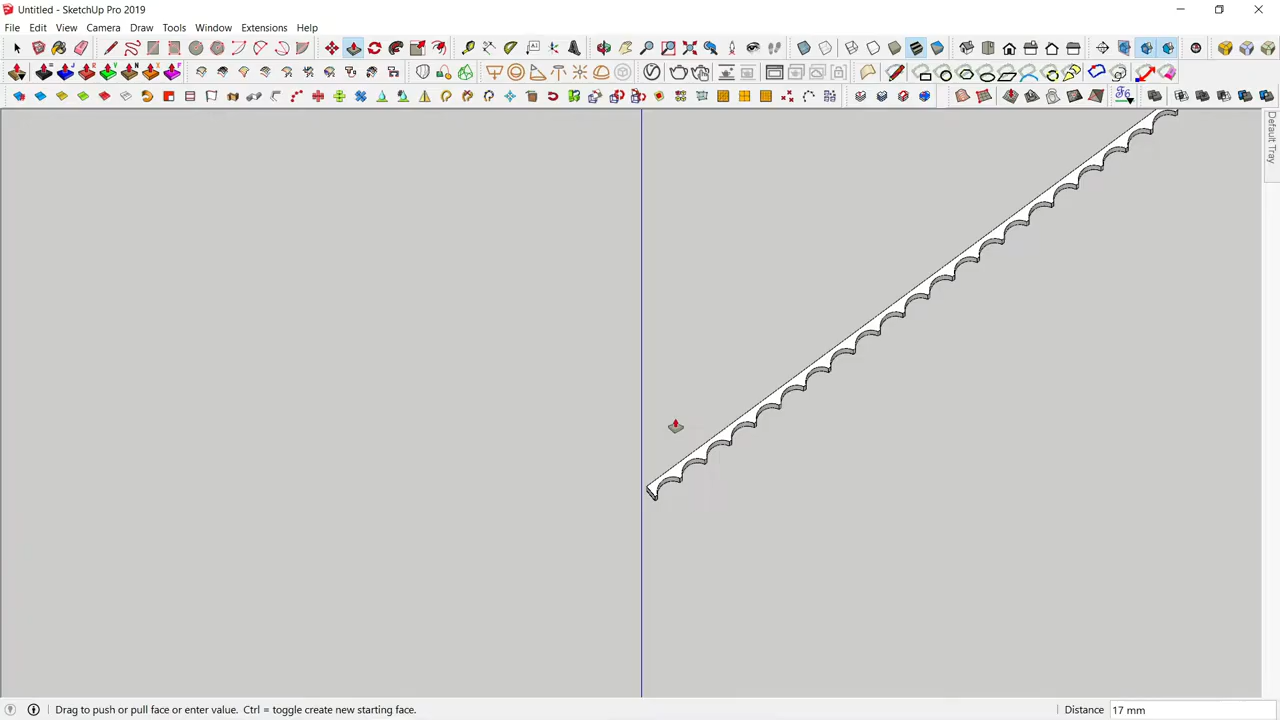 Untitled - SketchUp Pro 2019
File Edit View Camera Draw Tools Window Extensions Help
Default Tray
Drag to push or pull face or enter value. Ctrl = toggle create new starting face.
Distance 17 mm